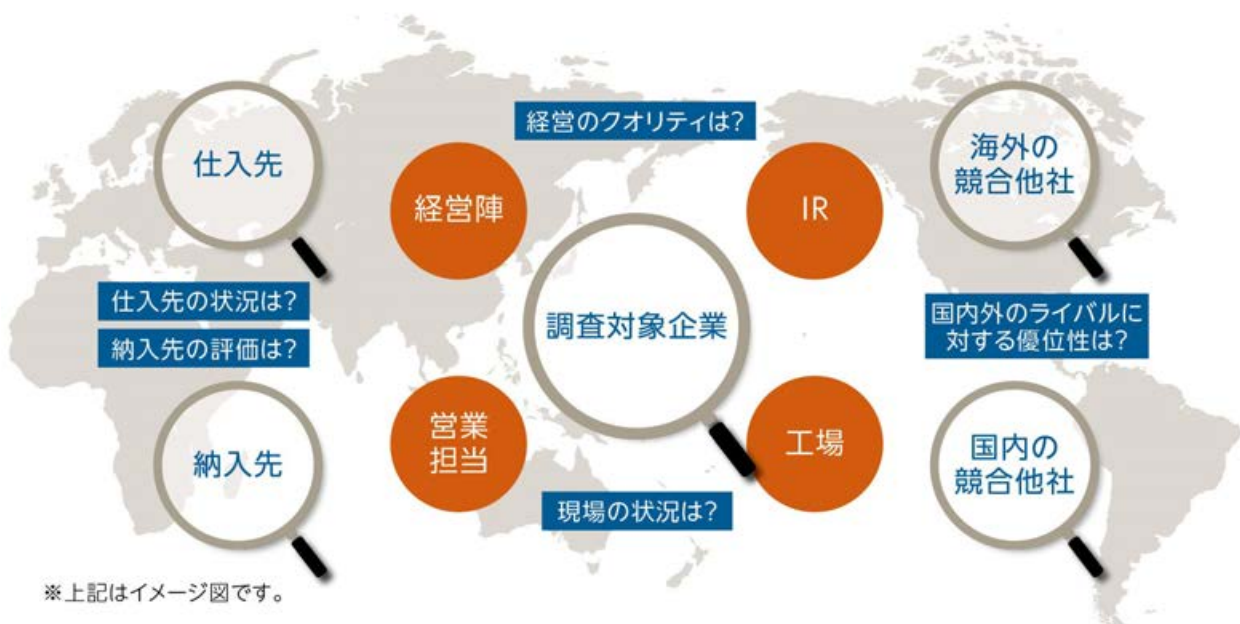 経営のクオリティは?
仕入先
経営陣
IR
海外の
競合他社
調査対象企業
仕入先の状況は?
納入先の評価は?
国内外のライバルに
対する優位性は?
納入先
営業
担当
工場
国内の
競合他社
現場の状況は?
※上記はイメージ図です。